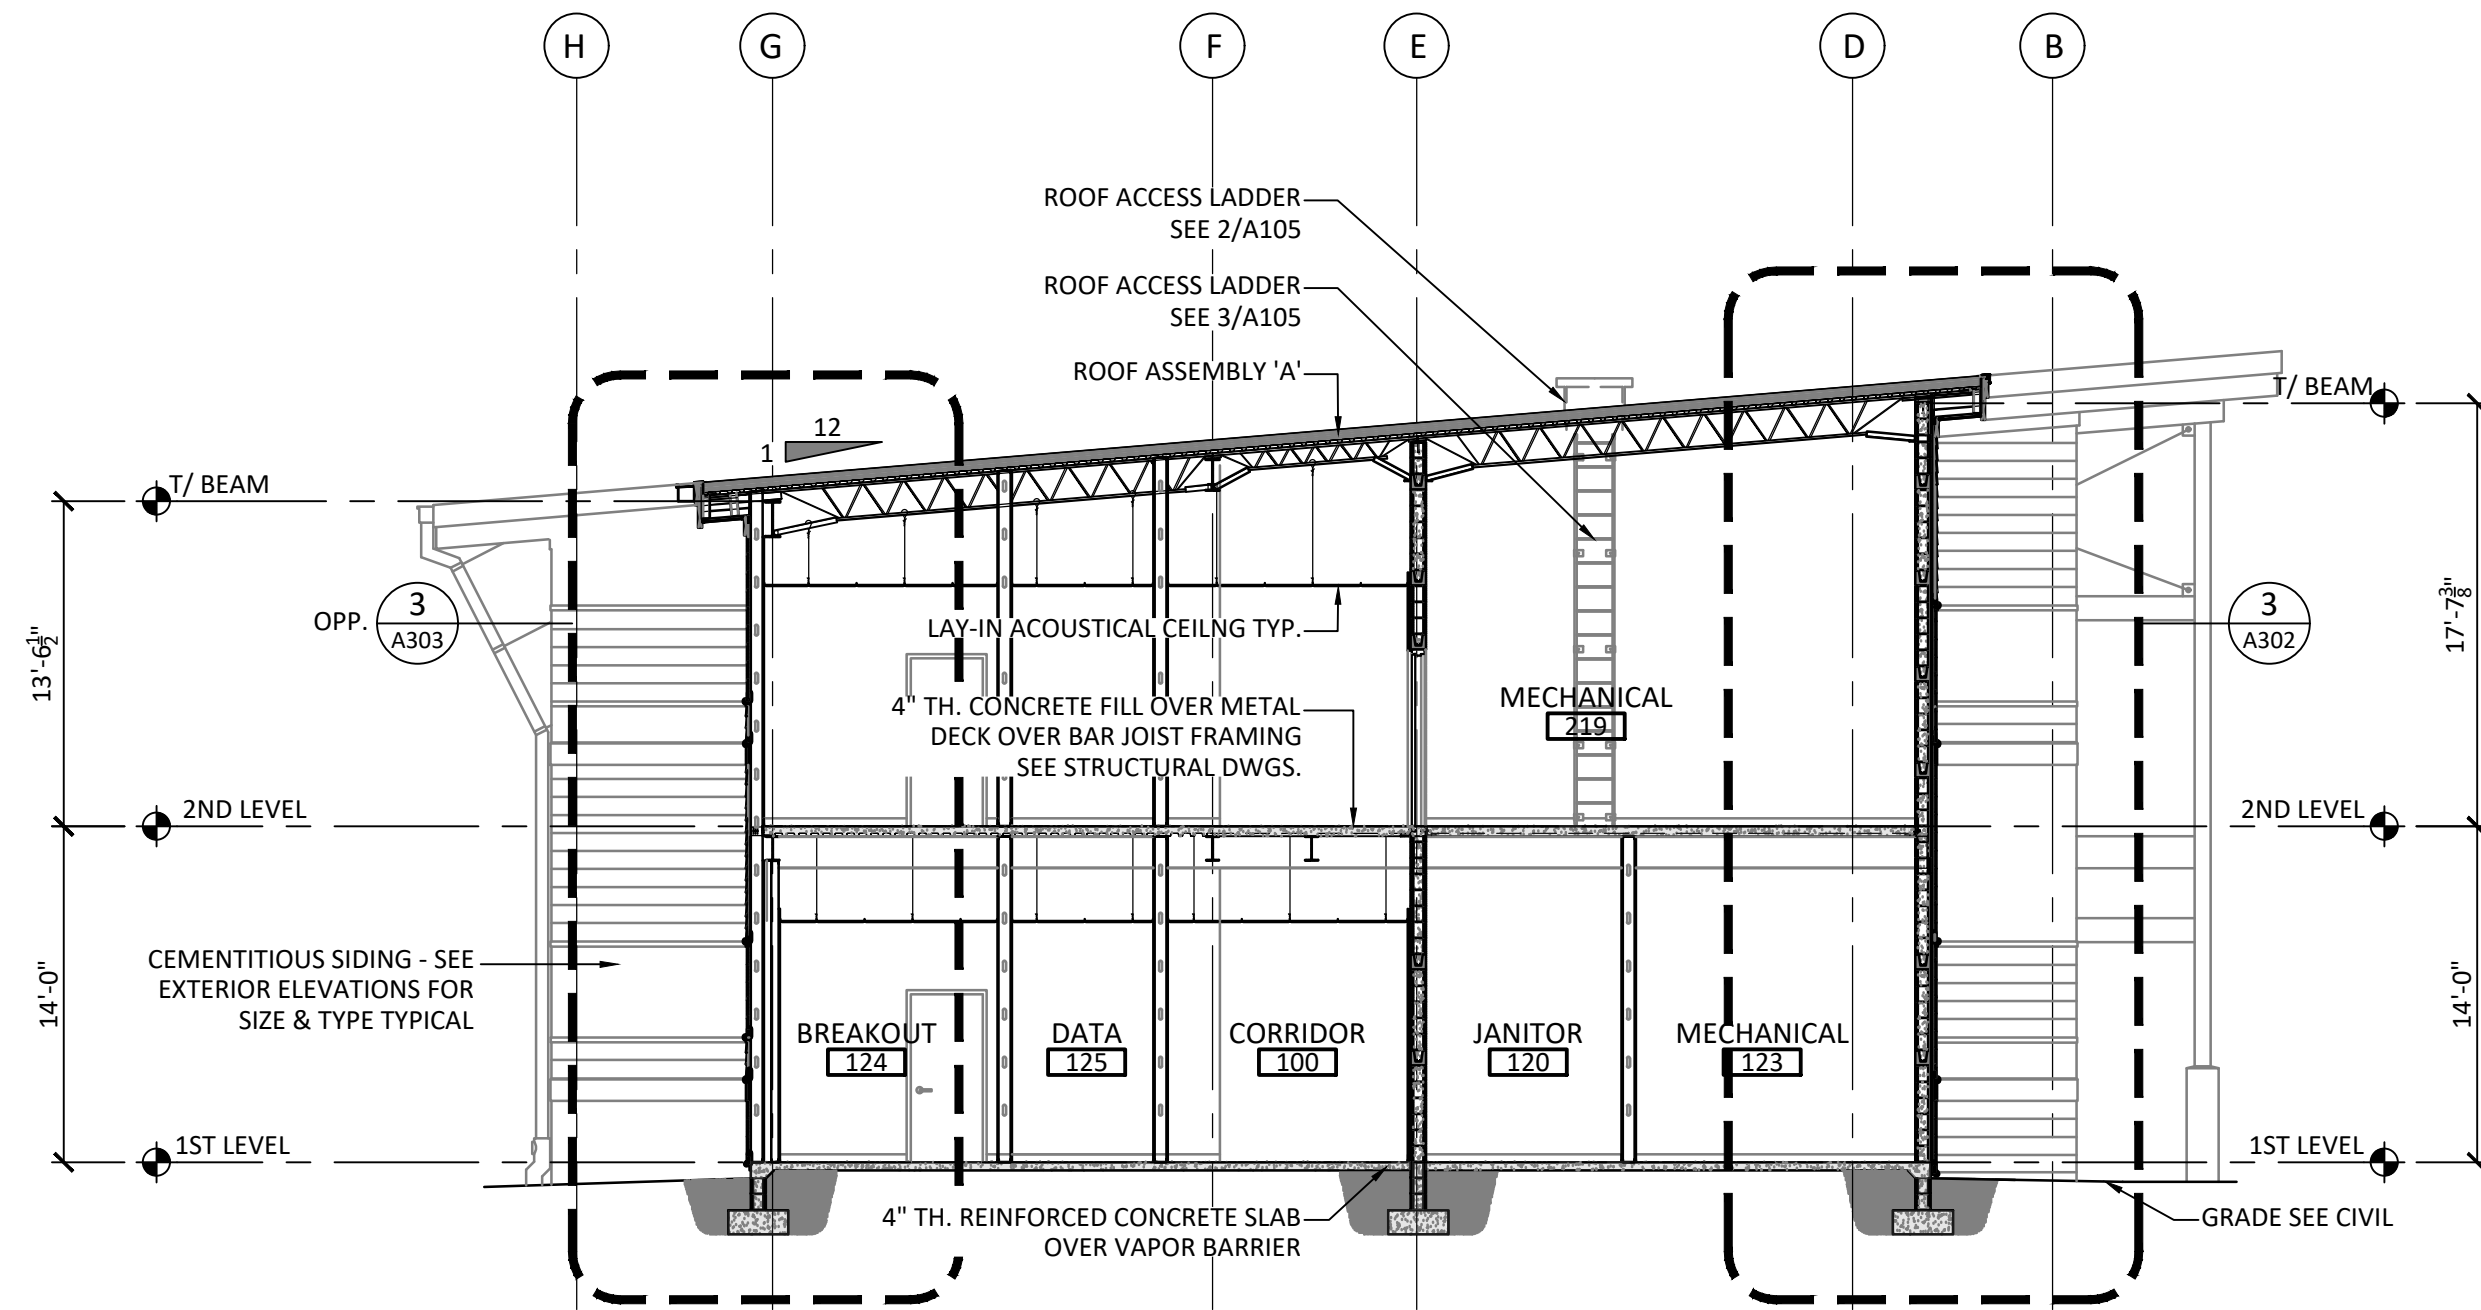 H
G
F
E
D
B
ROOF ACCESS LADDER
SEE 2/A105
ROOF ACCESS LADDER
SEE 3/A105
ROOF ASSEMBLY 'A'
12
1
T/ BEAM
T/ BEAM
OPP.
3
A303
3
A302
LAY-IN ACOUSTICAL CEILNG TYP.
13'-6 1/2"
17'-7 3/8"
4" TH. CONCRETE FILL OVER METAL
DECK OVER BAR JOIST FRAMING
SEE STRUCTURAL DWGS.
MECHANICAL
219
2ND LEVEL
2ND LEVEL
CEMENTITIOUS SIDING - SEE
EXTERIOR ELEVATIONS FOR
SIZE & TYPE TYPICAL
14'-0"
14'-0"
BREAKOUT
124
DATA
125
CORRIDOR
100
JANITOR
120
MECHANICAL
123
1ST LEVEL
1ST LEVEL
4" TH. REINFORCED CONCRETE SLAB
OVER VAPOR BARRIER
GRADE SEE CIVIL